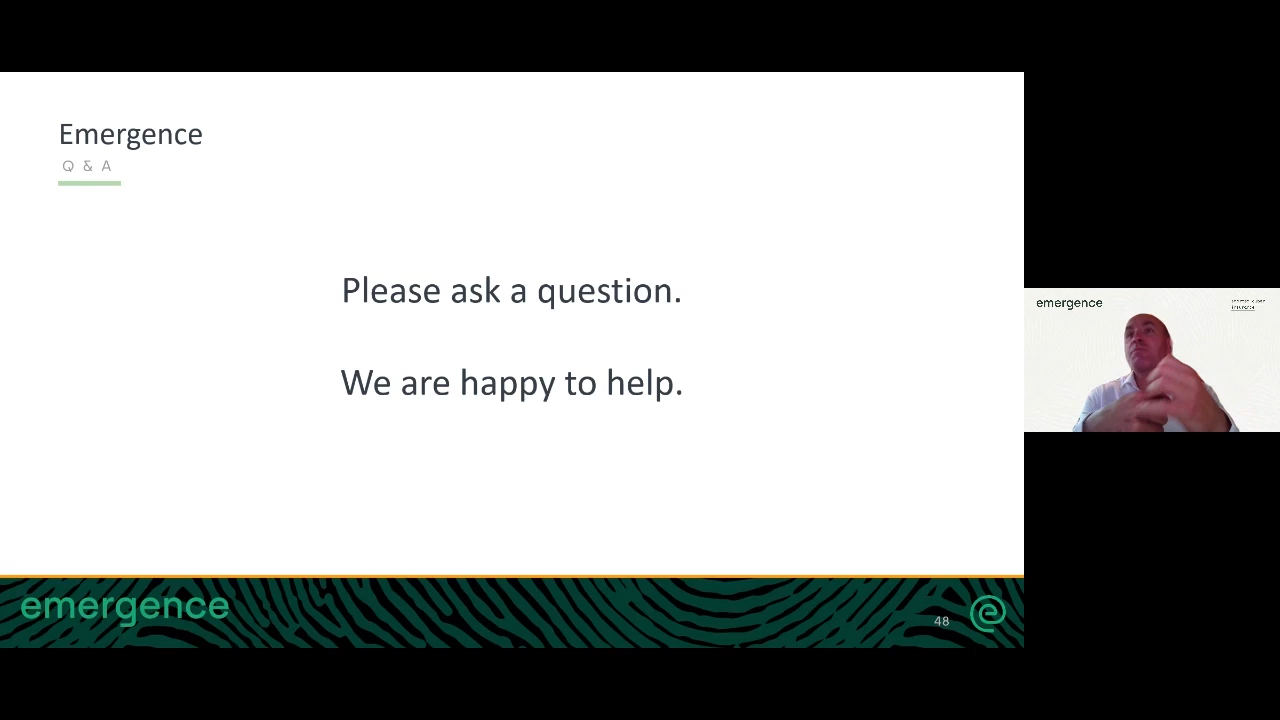 Emergence
Q & A
Please ask a question.
We are happy to help.
emergence
emergence
48